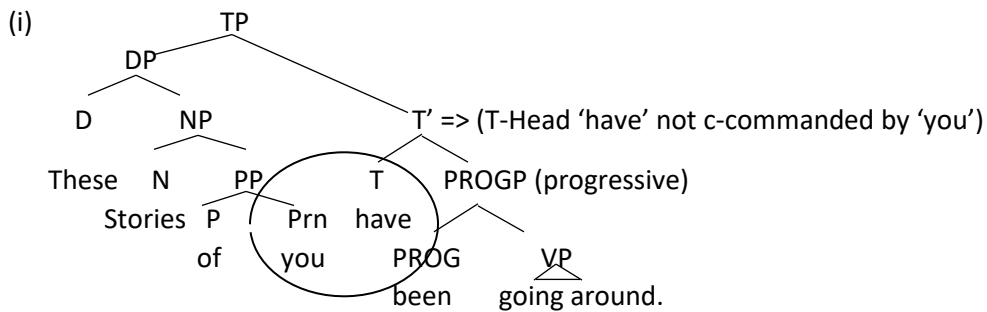 (i) TP
DP
D NP T’ => (T-Head ‘have’ not c-commanded by ‘you’)
These N PP T PROGP (progressive)
Stories P Prn have
of you PROG VP
been going around.